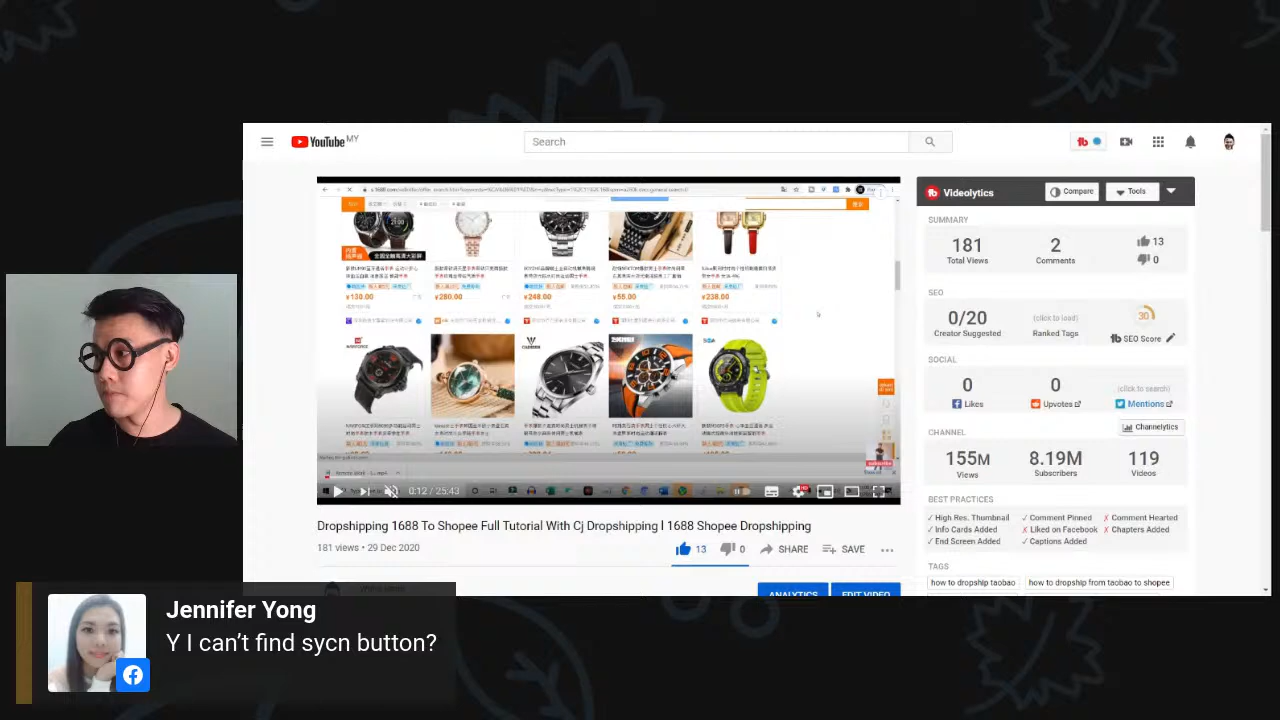 YouTube MY
Search
¥130.00
¥280.00
¥248.00
¥55.00
¥238.00
0:12 / 25:43
Dropshipping 1688 To Shopee Full Tutorial With Cj Dropshipping l 1688 Shopee Dropshipping
181 views • 29 Dec 2020
13
0
SHARE
SAVE
ANALYTICS
EDIT VIDEO
Videolytics
Compare
Tools
SUMMARY
181
Total Views
2
Comments
13
0
SEO
0/20
Creator Suggested
(click to load)
Ranked Tags
30
SEO Score
SOCIAL
0
Likes
0
Upvotes
(click to search)
Mentions
CHANNEL
Channelytics
155M
Views
8.19M
Subscribers
119
Videos
BEST PRACTICES
✓ High Res. Thumbnail ✓ Comment Pinned ✗ Comment Hearted
✓ Info Cards Added ✗ Liked on Facebook ✗ Chapters Added
✓ End Screen Added ✓ Captions Added
TAGS
how to dropship taobao
how to dropship from taobao to shopee
Jennifer Yong
Y I can't find sycn button?